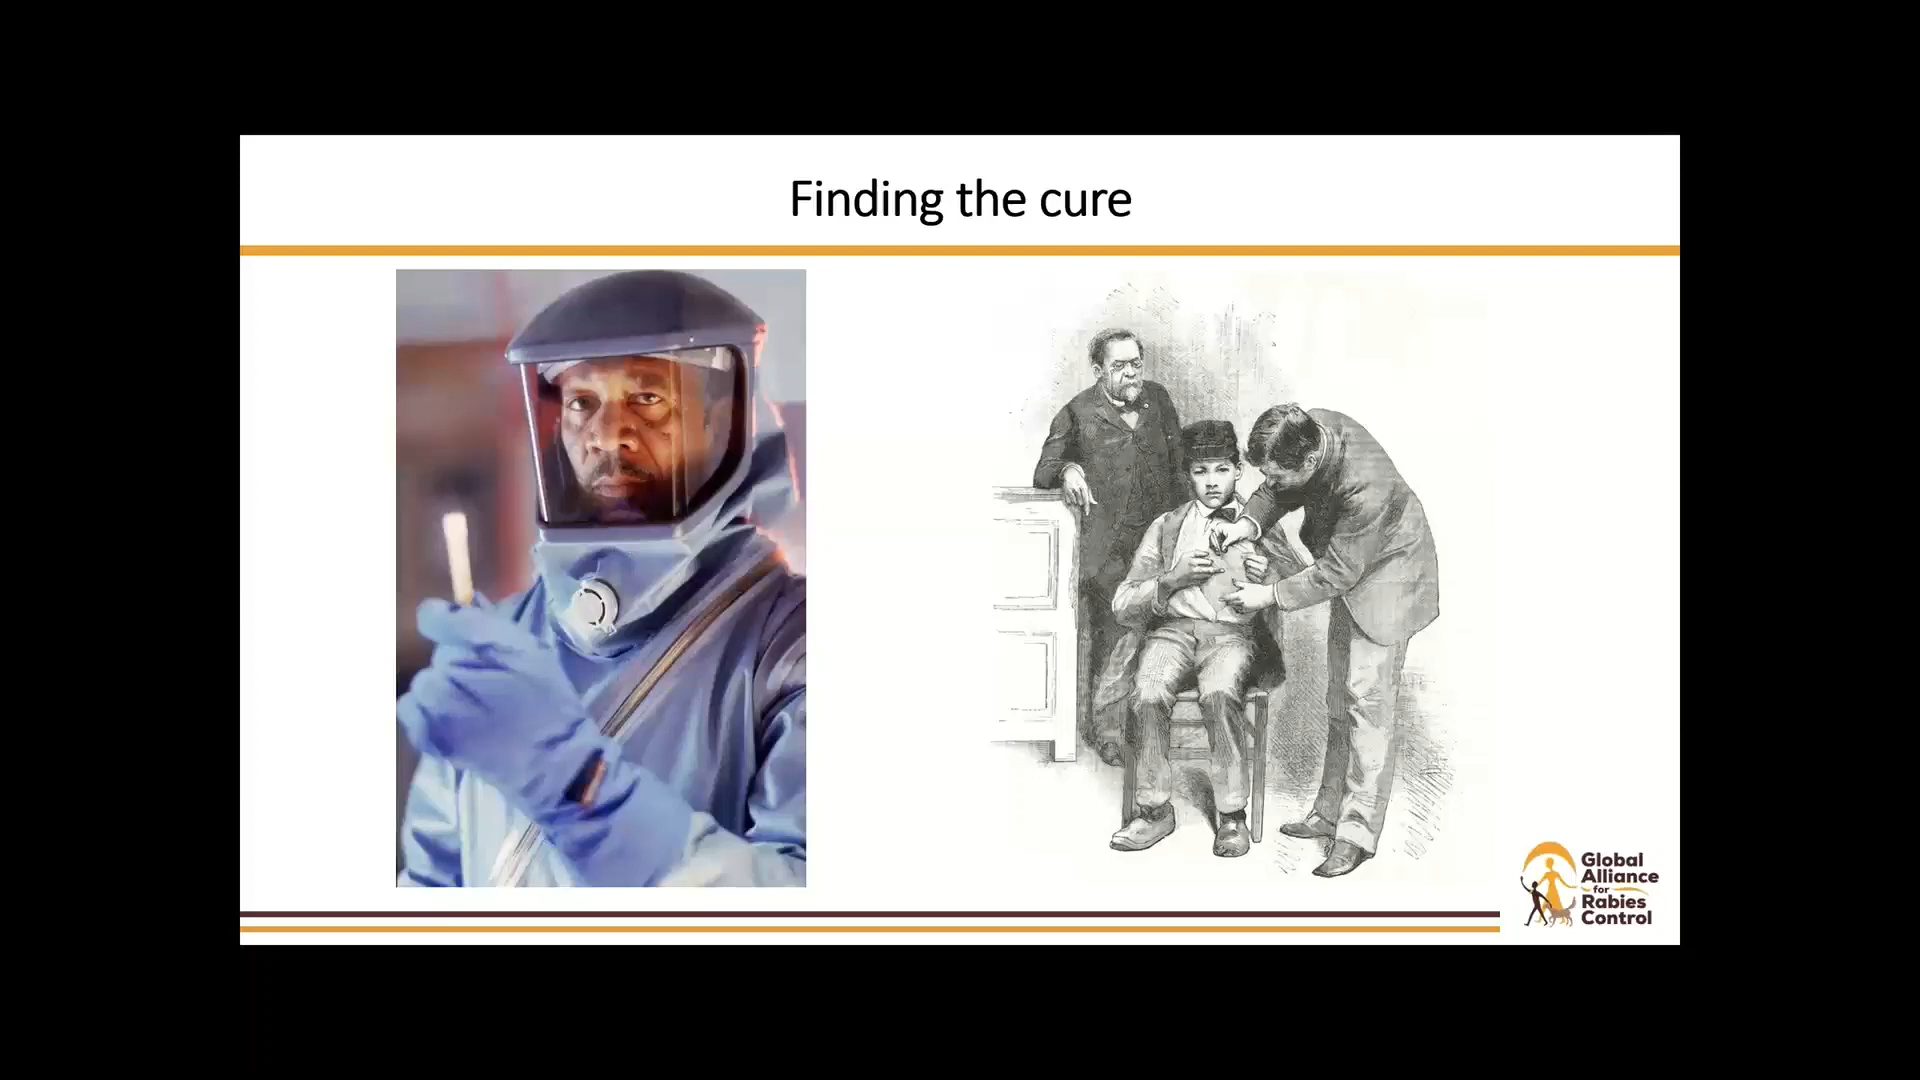 Finding the cure
Global
Alliance
for
Rabies
Control